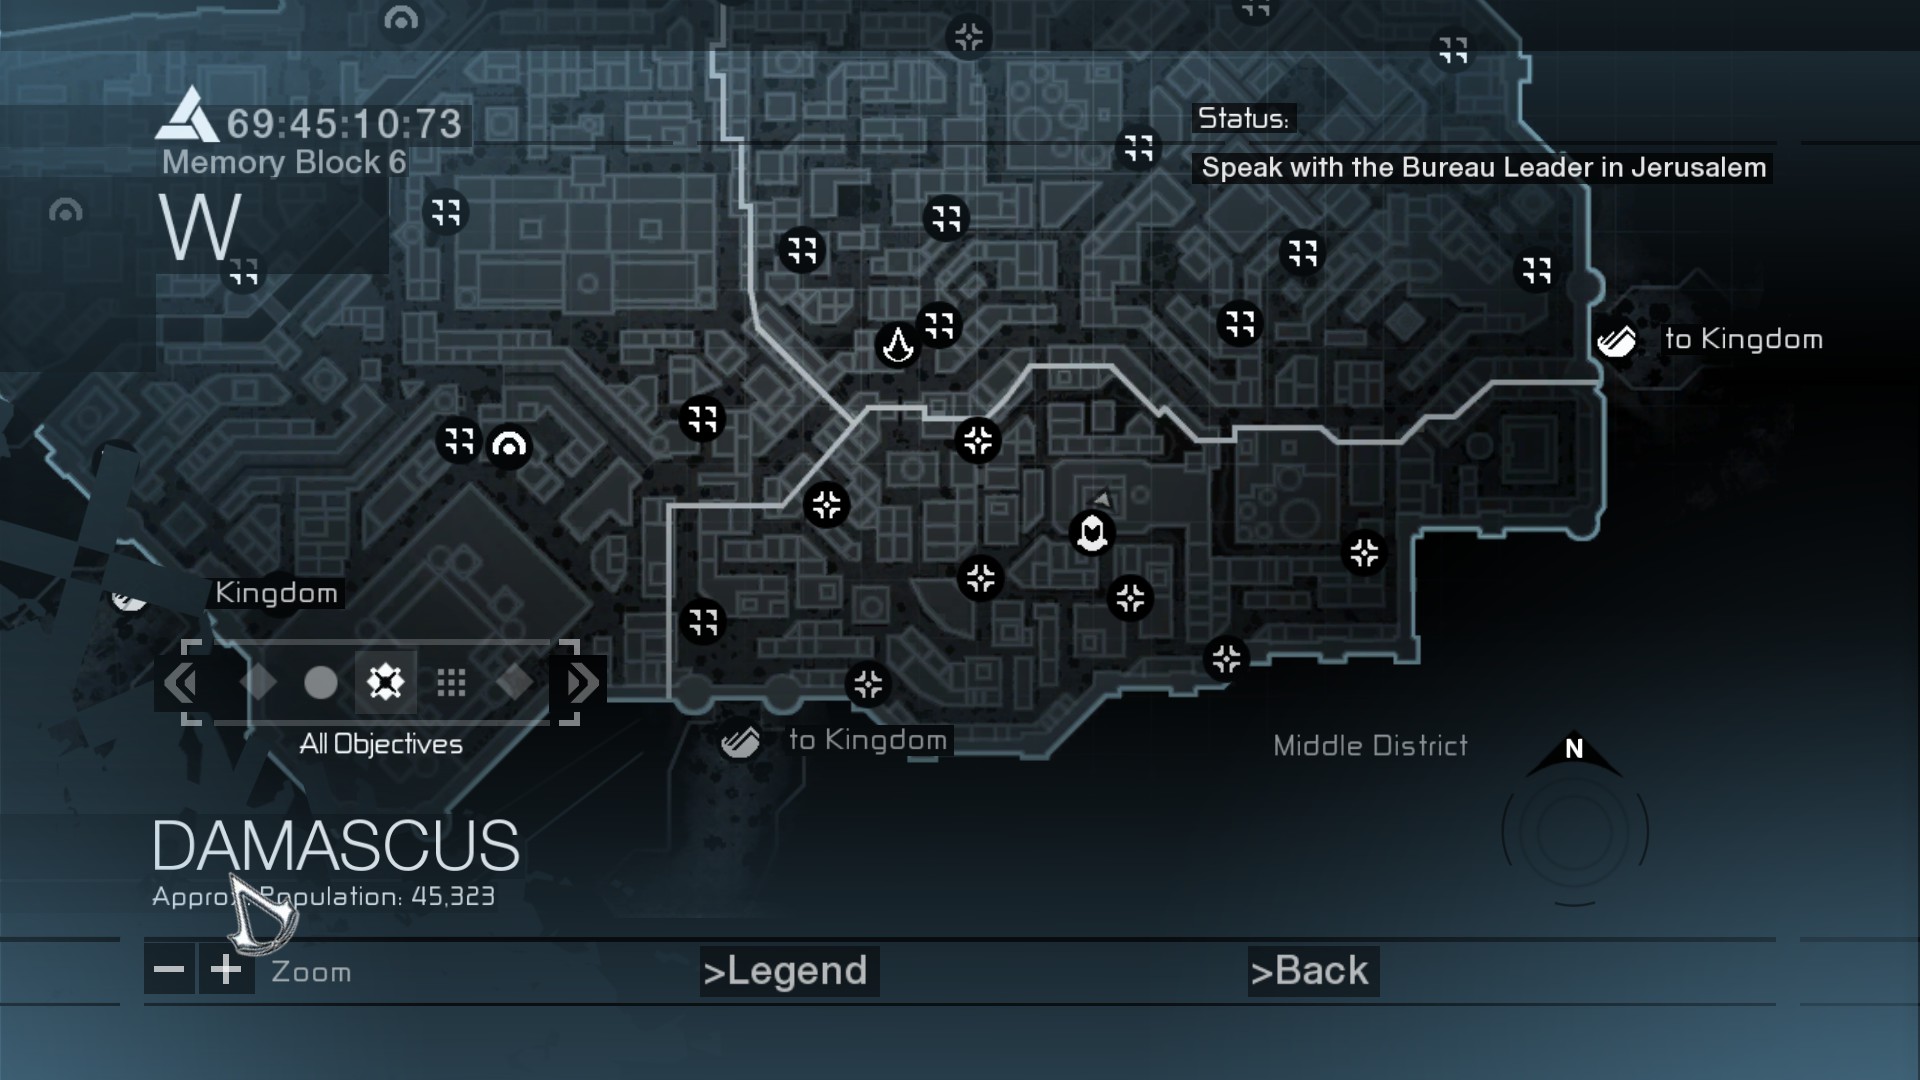 69:45:10:73
Memory Block 6
W
Status:
Speak with the Bureau Leader in Jerusalem
to Kingdom
Kingdom
All Objectives
to Kingdom
Middle District
N
DAMASCUS
Population: 45,323
Zoom
>Legend
>Back